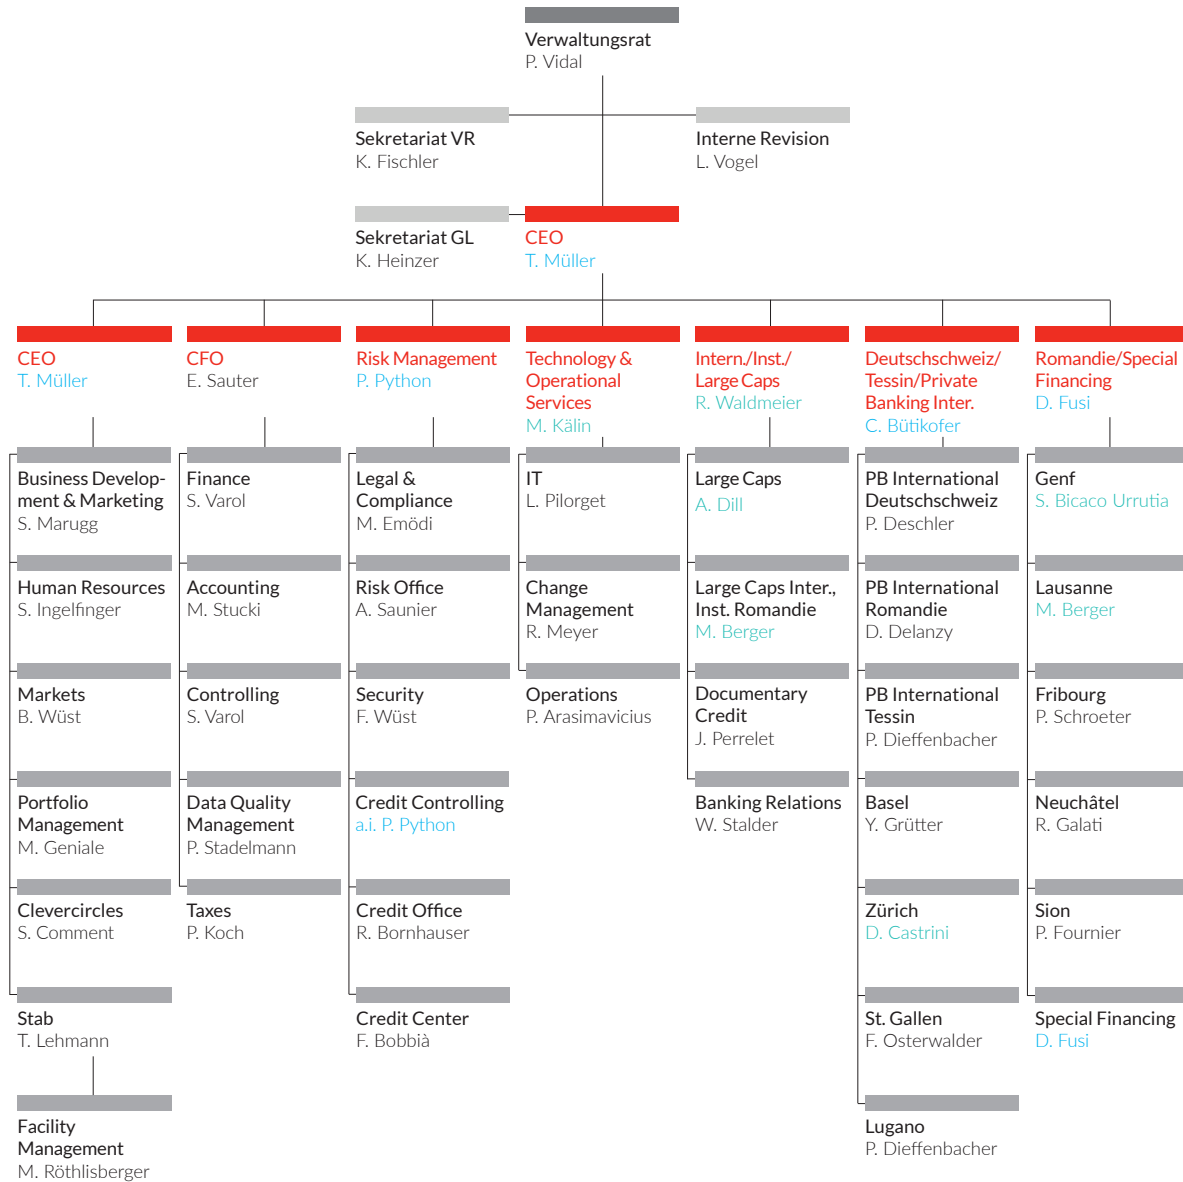 Verwaltungsrat
P. Vidal
Sekretariat VR
K. Fischler
Interne Revision
L. Vogel
Sekretariat GL
K. Heinzer
CEO
T. Müller
CEO
T. Müller
Business Develop-
ment & Marketing
S. Marugg
Human Resources
S. Ingelfinger
Markets
B. Wüst
Portfolio
Management
M. Geniale
Clevercircles
S. Comment
Stab
T. Lehmann
Facility
Management
M. Röthlisberger
CFO
E. Sauter
Finance
S. Varol
Accounting
M. Stucki
Controlling
S. Varol
Data Quality
Management
P. Stadelmann
Taxes
P. Koch
Risk Management
P. Python
Legal &
Compliance
M. Emödi
Risk Office
A. Saunier
Security
F. Wüst
Credit Controlling
a.i. P. Python
Credit Office
R. Bornhauser
Credit Center
F. Bobbià
Technology &
Operational
Services
M. Kälin
IT
L. Pilorget
Change
Management
R. Meyer
Operations
P. Arasimavicius
Intern./Inst./
Large Caps
R. Waldmeier
Large Caps
A. Dill
Large Caps Inter.,
Inst. Romandie
M. Berger
Documentary
Credit
J. Perrelet
Banking Relations
W. Stalder
Deutschschweiz/
Tessin/Private
Banking Inter.
C. Bütikofer
PB International
Deutschschweiz
P. Deschler
PB International
Romandie
D. Delanzy
PB International
Tessin
P. Dieffenbacher
Basel
Y. Grütter
Zürich
D. Castrini
St. Gallen
F. Osterwalder
Lugano
P. Dieffenbacher
Romandie/Special
Financing
D. Fusi
Genf
S. Bicaco Urrutia
Lausanne
M. Berger
Fribourg
P. Schroeter
Neuchâtel
R. Galati
Sion
P. Fournier
Special Financing
D. Fusi